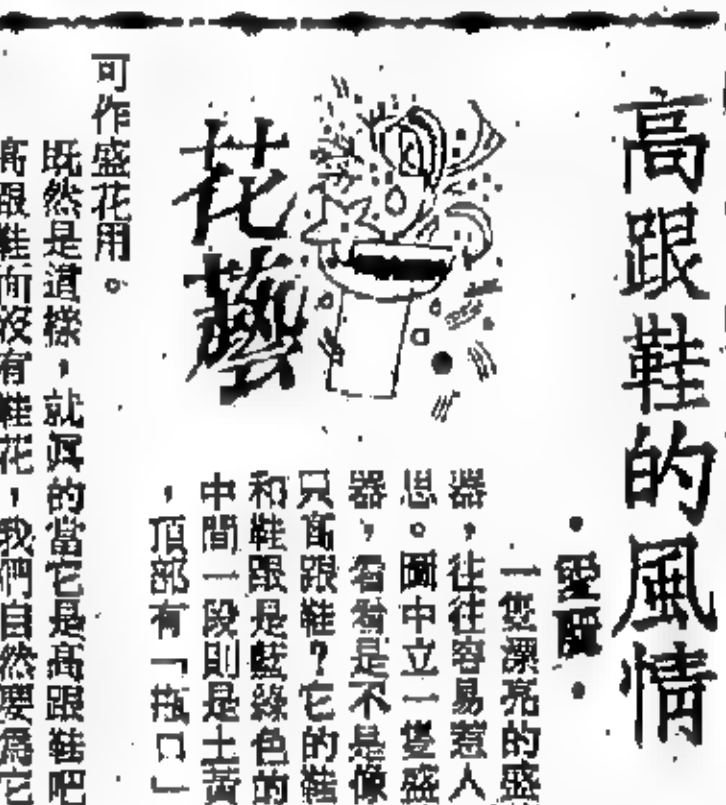 高跟鞋的風情
花藝
•愛麗•
一隻漂亮的盛
器，往往容易惹人
思。圖中立一隻盛
器，看看是不是像
只高跟鞋？它的鞋
和鞋跟是藍綠色的
中間一段則是土黃
，頂部有「瓶口」
可作盛花用。
既然是這樣，就真的當它是高跟鞋吧
高跟鞋而沒有鞋花，我們自然要為它